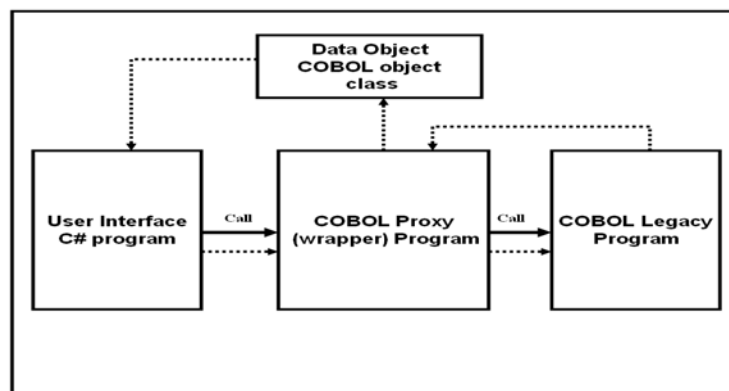 Data Object
COBOL object
class
User Interface
C# program
Call
COBOL Proxy
(wrapper) Program
Call
COBOL Legacy
Program